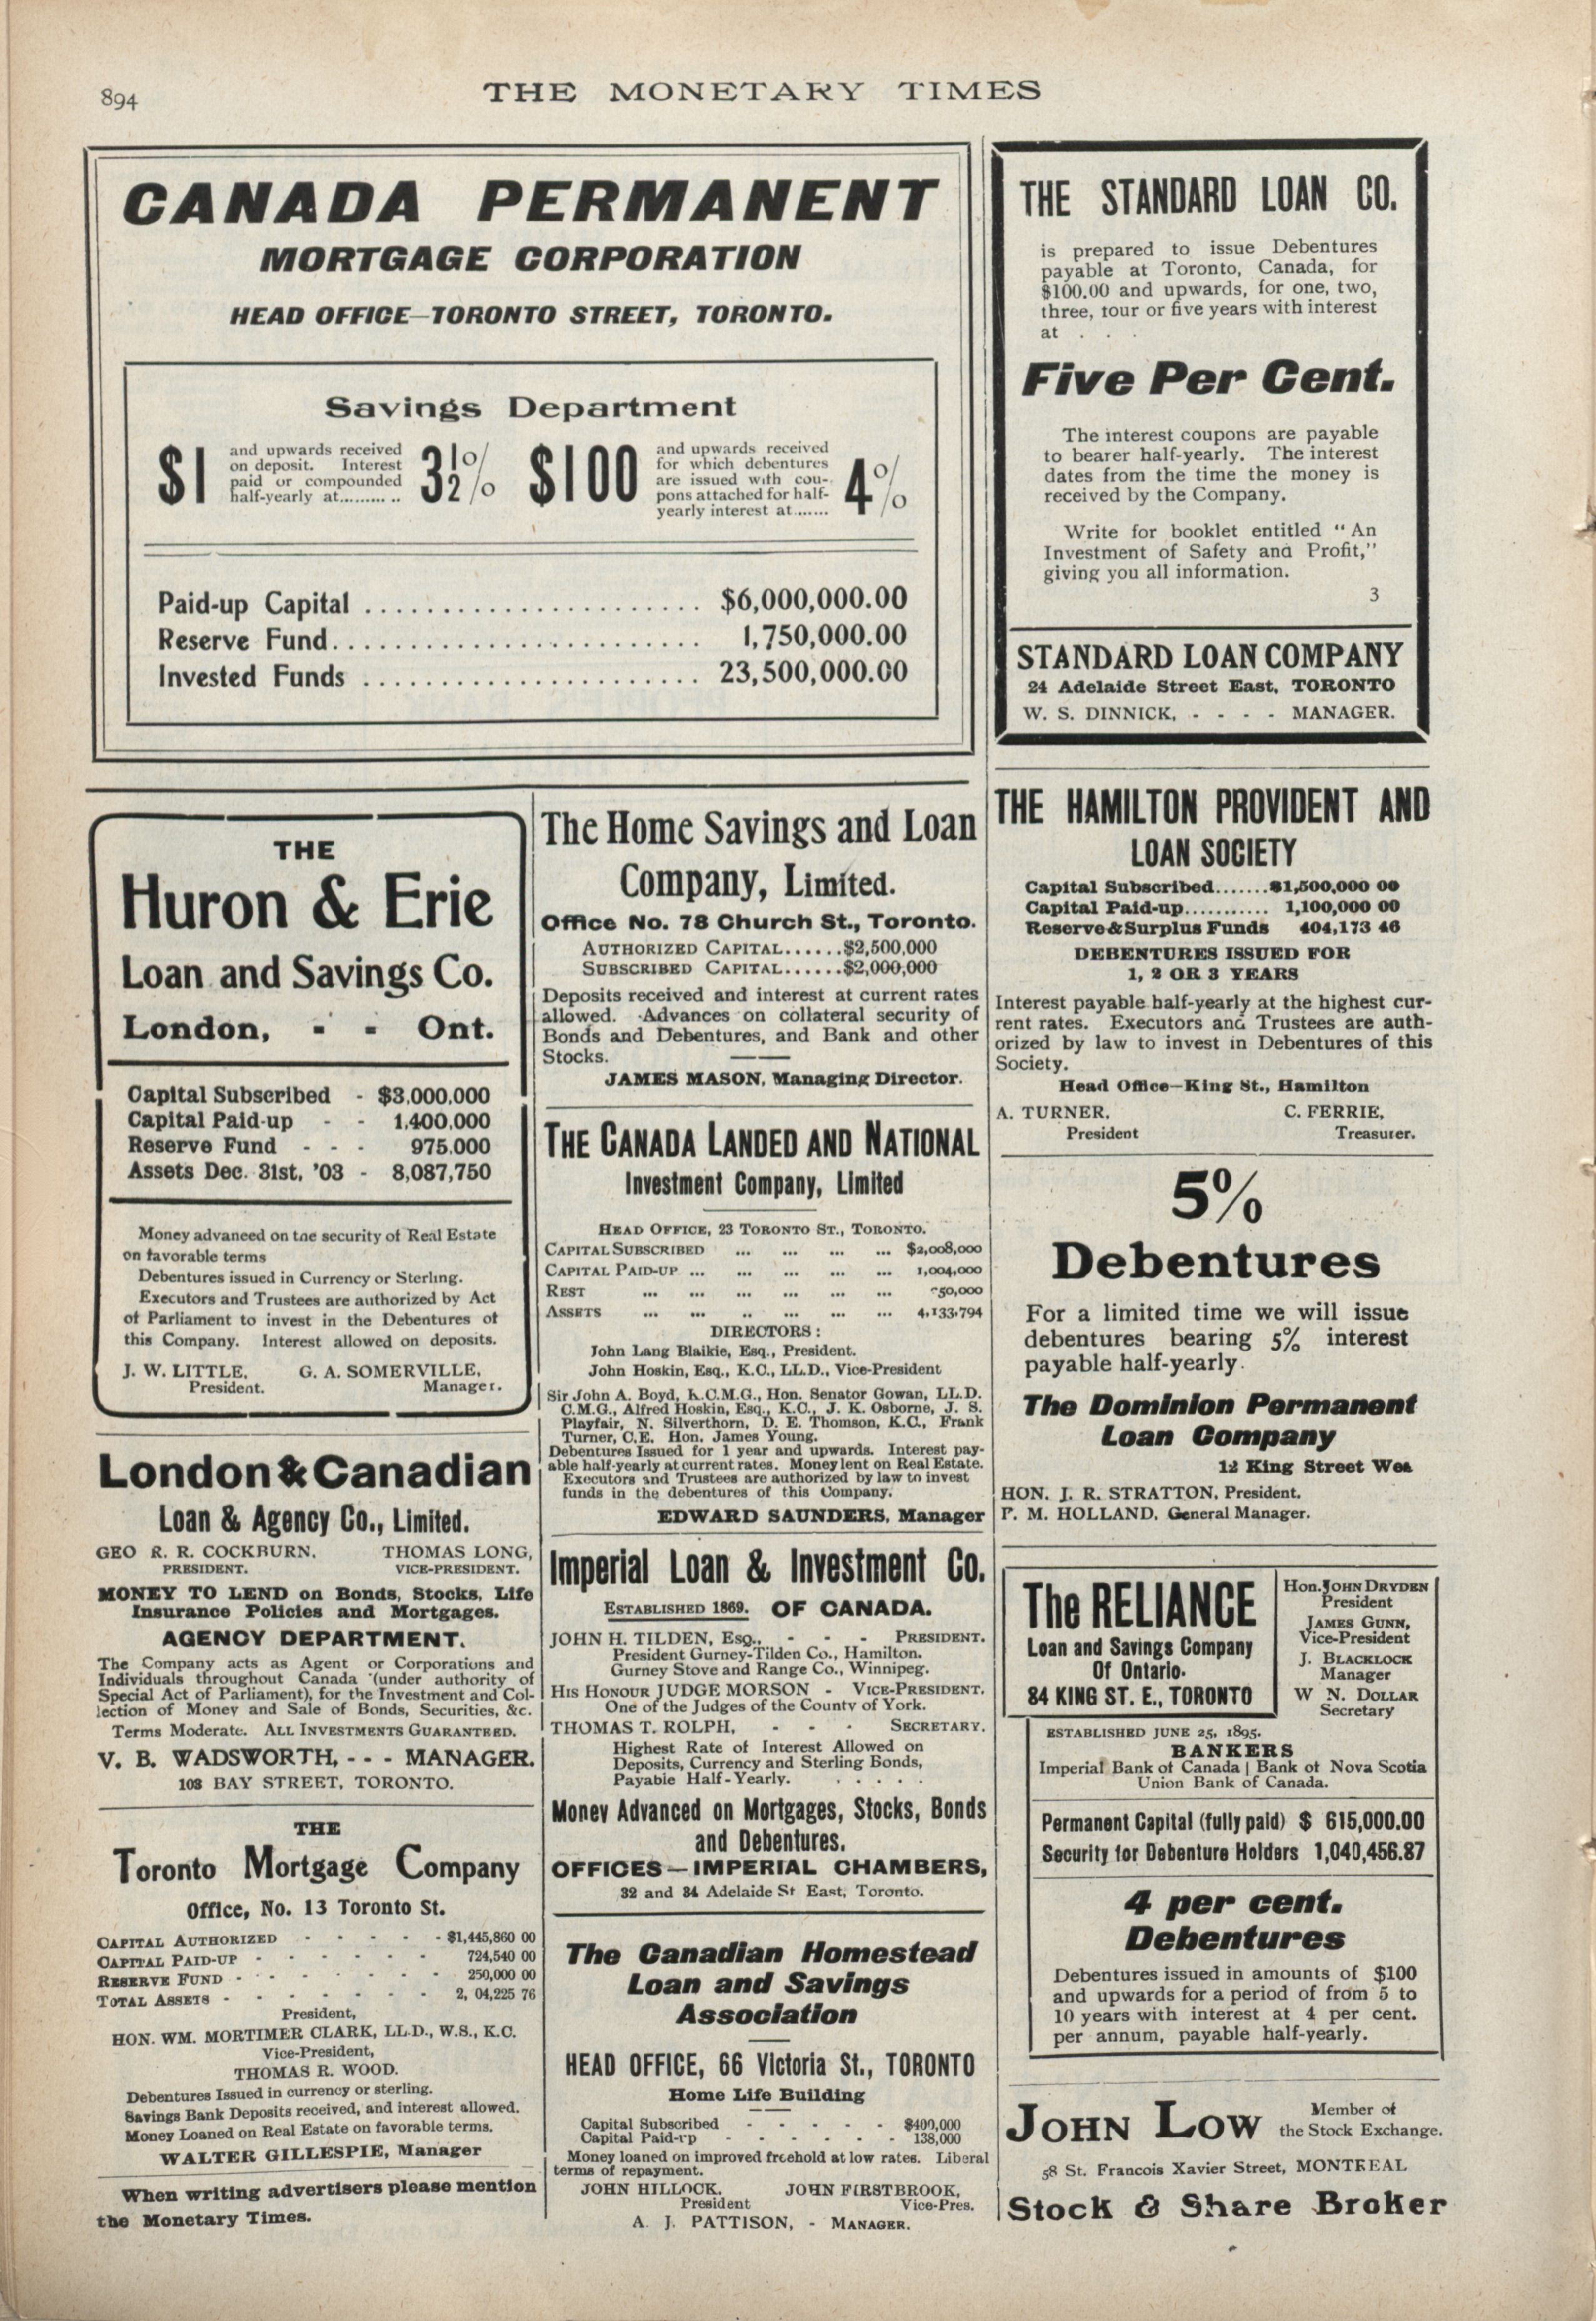 894
THE MONETARY TIMES
CANADA PERMANENT
MORTGAGE CORPORATION
HEAD OFFICE—TORONTO STREET, TORONTO.
Savings Department
$1
and upwards received
on deposit. Interest
paid or compounded
half-yearly at..........
3½%
$100
and upwards received
for which debentures
are issued with cou-
pons attached for half-
yearly interest at.......
4%
Paid-up Capital ...................... $6,000,000.00
Reserve Fund........................ 1,750,000.00
Invested Funds ...................... 23,500,000.00
THE STANDARD LOAN CO.
is prepared to issue Debentures
payable at Toronto, Canada, for
$100.00 and upwards, for one, two,
three, four or five years with interest
at . . .
Five Per Cent.
The interest coupons are payable
to bearer half-yearly. The interest
dates from the time the money is
received by the Company.
Write for booklet entitled “An
Investment of Safety and Profit,”
giving you all information.
3
STANDARD LOAN COMPANY
24 Adelaide Street East, TORONTO
W. S. DINNICK, - - - - MANAGER.
THE
Huron & Erie
Loan and Savings Co.
London, - - Ont.
Capital Subscribed - $3,000,000
Capital Paid-up - - 1,400,000
Reserve Fund - - - 975,000
Assets Dec. 31st, '03 - 8,087,750
Money advanced on the security of Real Estate
on favorable terms
Debentures issued in Currency or Sterling.
Executors and Trustees are authorized by Act
of Parliament to invest in the Debentures of
this Company. Interest allowed on deposits.
J. W. LITTLE, G. A. SOMERVILLE,
President. Manager.
London & Canadian
Loan & Agency Co., Limited.
GEO R. R. COCKBURN, THOMAS LONG,
PRESIDENT. VICE-PRESIDENT.
MONEY TO LEND on Bonds, Stocks, Life
Insurance Policies and Mortgages.
AGENCY DEPARTMENT.
The Company acts as Agent or Corporations and
Individuals throughout Canada (under authority of
Special Act of Parliament), for the Investment and Col-
lection of Money and Sale of Bonds, Securities, &c.
Terms Moderate. ALL INVESTMENTS GUARANTEED.
V. B. WADSWORTH, - - - MANAGER.
103 BAY STREET, TORONTO.
THE
Toronto Mortgage Company
Office, No. 13 Toronto St.
CAPITAL AUTHORIZED - - - - - $1,445,860 00
CAPITAL PAID-UP - - - - - - 724,540 00
RESERVE FUND - - - - - - - 250,000 00
TOTAL ASSETS - - - - - - - 2, 04,225 76
President,
HON. WM. MORTIMER CLARK, LL.D., W.S., K.C.
Vice-President,
THOMAS R. WOOD.
Debentures Issued in currency or sterling.
Savings Bank Deposits received, and interest allowed.
Money Loaned on Real Estate on favorable terms.
WALTER GILLESPIE, Manager
When writing advertisers please mention
the Monetary Times.
The Home Savings and Loan
Company, Limited.
Office No. 78 Church St., Toronto.
AUTHORIZED CAPITAL......$2,500,000
SUBSCRIBED CAPITAL......$2,000,000
Deposits received and interest at current rates
allowed. Advances on collateral security of
Bonds and Debentures, and Bank and other
Stocks.
JAMES MASON, Managing Director.
THE CANADA LANDED AND NATIONAL
Investment Company, Limited
HEAD OFFICE, 23 TORONTO ST., TORONTO.
CAPITAL SUBSCRIBED ... ... ... ... $2,008,000
CAPITAL PAID-UP ... ... ... ... ... 1,004,000
REST ... ... ... ... ... ... 50,000
ASSETS ... ... .. ... ... ... 4,133,794
DIRECTORS:
John Lang Blaikie, Esq., President.
John Hoskin, Esq., K.C., LL.D., Vice-President
Sir John A. Boyd, K.C.M.G., Hon. Senator Gowan, LL.D.
C.M.G., Alfred Hoskin, Esq., K.C., J. K. Osborne, J. S.
Playfair, N. Silverthorn, D. E. Thomson, K.C., Frank
Turner, C.E. Hon. James Young.
Debentures Issued for 1 year and upwards. Interest pay-
able half-yearly at current rates. Money lent on Real Estate.
Executors and Trustees are authorized by law to invest
funds in the debentures of this Company.
EDWARD SAUNDERS, Manager
Imperial Loan & Investment Co.
ESTABLISHED 1869. OF CANADA.
JOHN H. TILDEN, ESQ., - - - PRESIDENT.
President Gurney-Tilden Co., Hamilton.
Gurney Stove and Range Co., Winnipeg.
HIS HONOUR JUDGE MORSON - VICE-PRESIDENT.
One of the Judges of the County of York.
THOMAS T. ROLPH, - - - SECRETARY.
Highest Rate of Interest Allowed on
Deposits, Currency and Sterling Bonds,
Payable Half-Yearly. . . . . .
Money Advanced on Mortgages, Stocks, Bonds
and Debentures.
OFFICES—IMPERIAL CHAMBERS,
32 and 34 Adelaide St East, Toronto.
The Canadian Homestead
Loan and Savings
Association
HEAD OFFICE, 66 Victoria St., TORONTO
Home Life Building
Capital Subscribed - - - - - $400,000
Capital Paid-up - - - - - - 138,000
Money loaned on improved freehold at low rates. Liberal
terms of repayment.
JOHN HILLOCK, JOHN FIRSTBROOK,
President Vice-Pres.
A. J. PATTISON, - MANAGER.
THE HAMILTON PROVIDENT AND
LOAN SOCIETY
Capital Subscribed.......$1,500,000 00
Capital Paid-up........... 1,100,000 00
Reserve & Surplus Funds 404,173 46
DEBENTURES ISSUED FOR
1, 2 OR 3 YEARS
Interest payable half-yearly at the highest cur-
rent rates. Executors and Trustees are auth-
orized by law to invest in Debentures of this
Society.
Head Office—King St., Hamilton
A. TURNER, C. FERRIE,
President Treasurer.
5%
Debentures
For a limited time we will issue
debentures bearing 5% interest
payable half-yearly.
The Dominion Permanent
Loan Company
12 King Street Wes
HON. J. R. STRATTON, President.
F. M. HOLLAND, General Manager.
The RELIANCE
Loan and Savings Company
Of Ontario.
84 KING ST. E., TORONTO
Hon. JOHN DRYDEN
President
JAMES GUNN,
Vice-President
J. BLACKLOCK
Manager
W N. DOLLAR
Secretary
ESTABLISHED JUNE 25, 1895.
BANKERS
Imperial Bank of Canada | Bank of Nova Scotia
Union Bank of Canada.
Permanent Capital (fully paid) $ 615,000.00
Security for Debenture Holders 1,040,456.87
4 per cent.
Debentures
Debentures issued in amounts of $100
and upwards for a period of from 5 to
10 years with interest at 4 per cent.
per annum, payable half-yearly.
JOHN LOW
Member of
the Stock Exchange.
58 St. Francois Xavier Street, MONTREAL
Stock & Share Broker